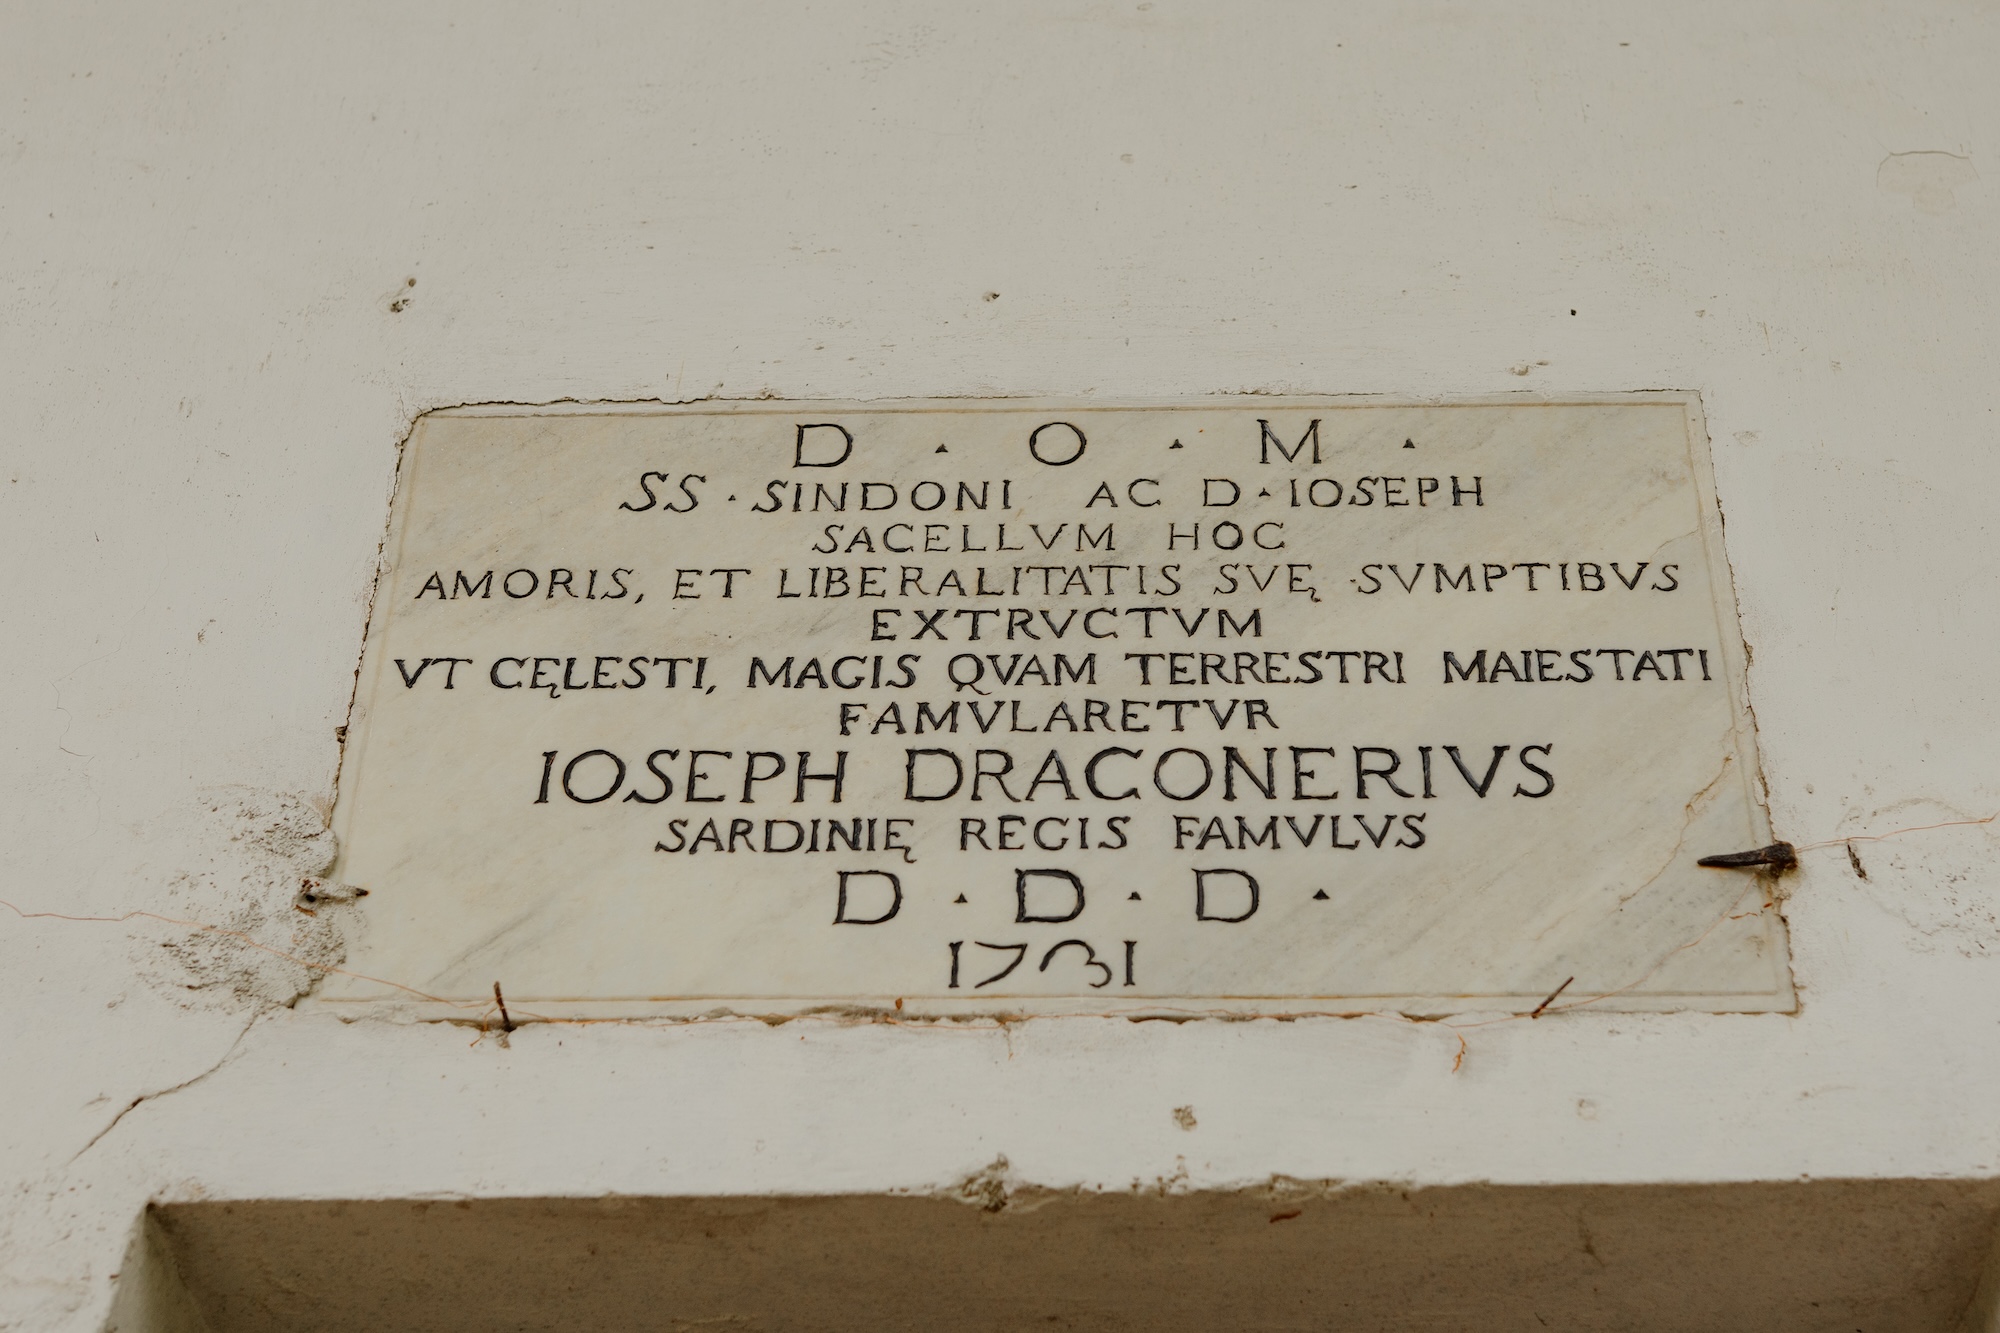 D · O · M ·
SS · SINDONI AC D · IOSEPH
SACELLVM HOC
AMORIS, ET LIBERALITATIS SVĘ SVMPTIBVS
EXTRVCTVM
VT CĘLESTI, MAGIS QVAM TERRESTRI MAIESTATI
FAMVLARETVR
IOSEPH DRACONERIVS
SARDINIĘ REGIS FAMVLVS
D · D · D ·
1731